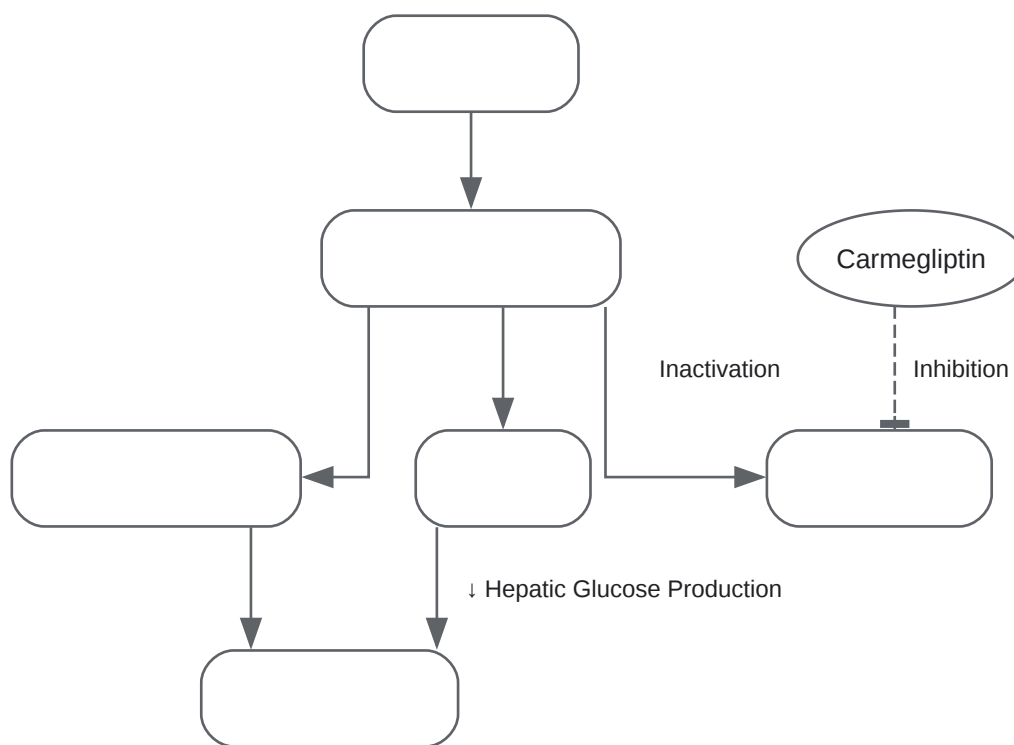 Carmegliptin
Inactivation
Inhibition
↓ Hepatic Glucose Production